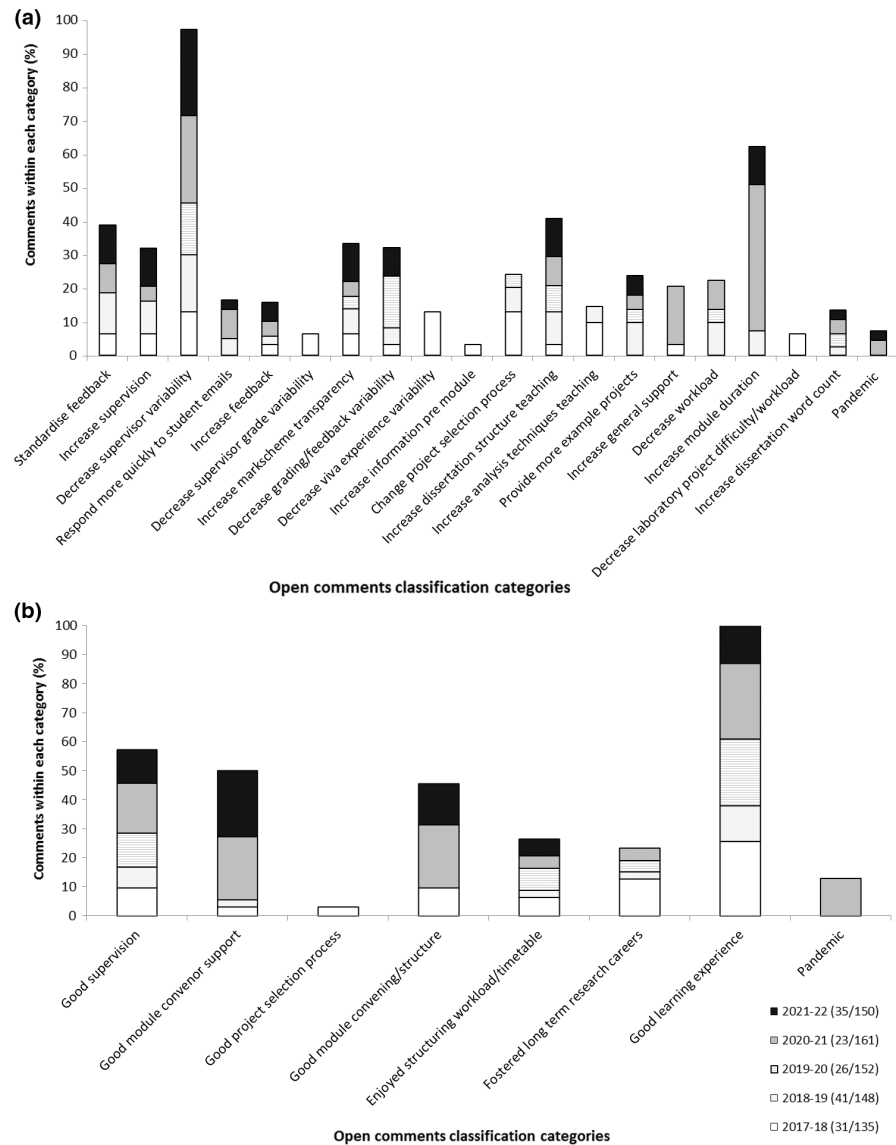 (a)
100
90
80
70
60
50
40
30
20
10
0
Comments within each category (%)
Standardise feedback
Increase supervision
Decrease supervisor variability
Respond more quickly to student emails
Increase feedback
Decrease supervisor grade variability
Increase markscheme transparency
Decrease grading/feedback variability
Decrease viva experience variability
Increase information pre module
Change project selection process
Increase dissertation structure teaching
Increase analysis techniques teaching
Provide more example projects
Increase general support
Decrease workload
Increase module duration
Decrease laboratory project difficulty/workload
Increase dissertation word count
Pandemic
Open comments classification categories
(b)
100
90
80
70
60
50
40
30
20
10
0
Comments within each category (%)
Good supervision
Good module convenor support
Good project selection process
Good module convening/structure
Enjoyed structuring workload/timetable
Fostered long term research careers
Good learning experience
Pandemic
2021-22 (35/150)
2020-21 (23/161)
2019-20 (26/152)
2018-19 (41/148)
2017-18 (31/135)
Open comments classification categories